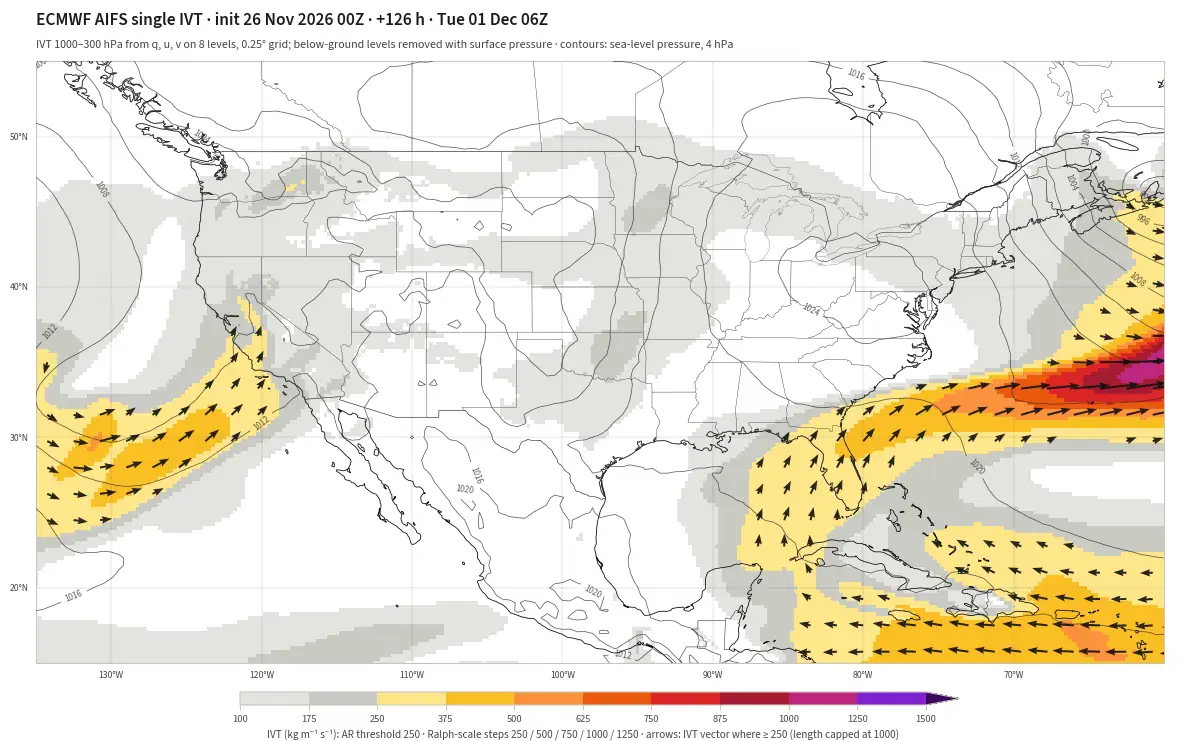 ECMWF AIFS single IVT · init 26 Nov 2026 00Z · +126 h · Tue 01 Dec 06Z
IVT 1000–300 hPa from q, u, v on 8 levels, 0.25° grid; below-ground levels removed with surface pressure · contours: sea-level pressure, 4 hPa
1016
50°N
1000
1008
1004
996
40°N
1008
1012
1024
30°N
1012
1016
1020
1020
20°N
1016
1020
1012
130°W 120°W 110°W 100°W 90°W 80°W 70°W
100 175 250 375 500 625 750 875 1000 1250 1500
IVT (kg m⁻¹ s⁻¹): AR threshold 250 · Ralph-scale steps 250 / 500 / 750 / 1000 / 1250 · arrows: IVT vector where ≥ 250 (length capped at 1000)